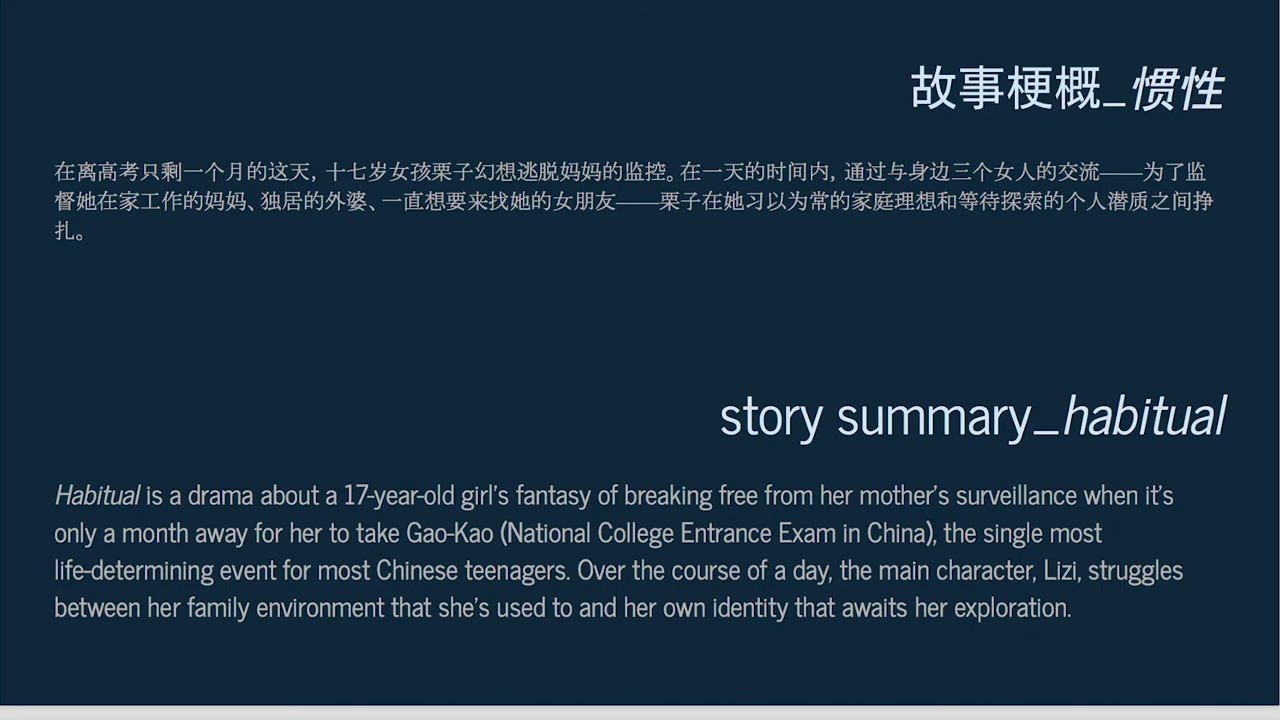 故事梗概_惯性
在离高考只剩一个月的这天，十七岁女孩栗子幻想逃脱妈妈的监控。在一天的时间内，通过与身边三个女人的交流——为了监
督她在家工作的妈妈、独居的外婆、一直想要来找她的女朋友——栗子在她习以为常的家庭理想和等待探索的个人潜质之间挣
扎。
story summary_habitual
Habitual is a drama about a 17-year-old girl’s fantasy of breaking free from her mother’s surveillance when it’s
only a month away for her to take Gao-Kao (National College Entrance Exam in China), the single most
life-determining event for most Chinese teenagers. Over the course of a day, the main character, Lizi, struggles
between her family environment that she’s used to and her own identity that awaits her exploration.